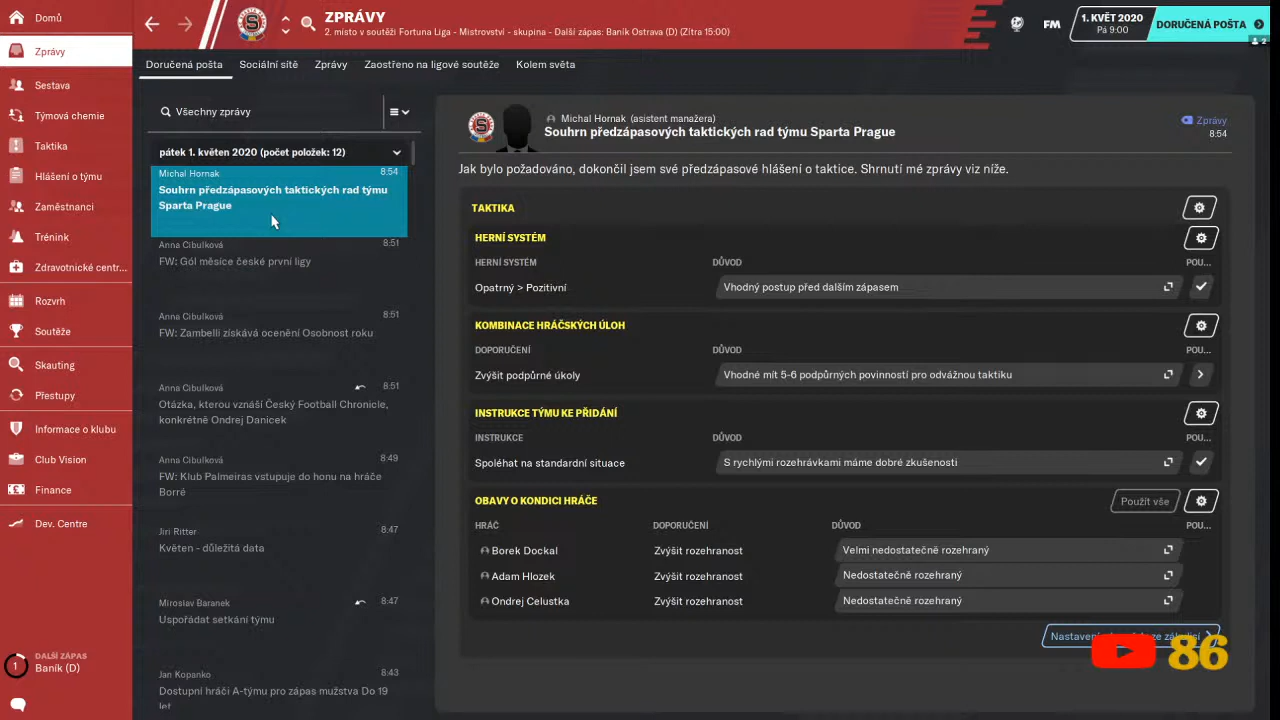 Domů
Zprávy
Sestava
Týmová chemie
Taktika
Hlášení o týmu
Zaměstnanci
Trénink
Zdravotnické centr...
Rozvrh
Soutěže
Skauting
Přestupy
Informace o klubu
Club Vision
Finance
Dev. Centre
1
DALŠÍ ZÁPAS
Baník (D)
ZPRÁVY
2. místo v soutěži Fortuna Liga - Mistrovství - skupina - Další zápas: Baník Ostrava (D) (Zítra 15:00)
FM
1. KVĚT 2020
Pá 9:00
DORUČENÁ POŠTA
2
Doručená pošta
Sociální sítě
Zprávy
Zaostřeno na ligové soutěže
Kolem světa
Všechny zprávy
pátek 1. květen 2020 (počet položek: 12)
Michal Hornak 8:54
Souhrn předzápasových taktických rad týmu
Sparta Prague
Anna Cibulková 8:51
FW: Gól měsíce české první ligy
Anna Cibulková 8:51
FW: Zambelli získává ocenění Osobnost roku
Anna Cibulková 8:51
Otázka, kterou vznáší Český Football Chronicle,
konkrétně Ondrej Danicek
Anna Cibulková 8:49
FW: Klub Palmeiras vstupuje do honu na hráče
Borré
Jiri Ritter 8:47
Květen - důležitá data
Miroslav Baranek 8:47
Uspořádat setkání týmu
Jan Kopanko 8:43
Dostupní hráči A-týmu pro zápas mužstva Do 19
let
Michal Hornak (asistent manažera)
Souhrn předzápasových taktických rad týmu Sparta Prague
Zprávy
8:54
Jak bylo požadováno, dokončil jsem své předzápasové hlášení o taktice. Shrnutí mé zprávy viz níže.
TAKTIKA
HERNÍ SYSTÉM
HERNÍ SYSTÉM DŮVOD POU...
Opatrný > Pozitivní Vhodný postup před dalším zápasem
KOMBINACE HRÁČSKÝCH ÚLOH
DOPORUČENÍ DŮVOD POU...
Zvýšit podpůrné úkoly Vhodné mít 5-6 podpůrných povinností pro odvážnou taktiku
INSTRUKCE TÝMU KE PŘIDÁNÍ
INSTRUKCE DŮVOD POU...
Spoléhat na standardní situace S rychlými rozehrávkami máme dobré zkušenosti
OBAVY O KONDICI HRÁČE Použít vše
HRÁČ DOPORUČENÍ DŮVOD POU...
Borek Dockal Zvýšit rozehranost Velmi nedostatečně rozehraný
Adam Hlozek Zvýšit rozehranost Nedostatečně rozehraný
Ondrej Celustka Zvýšit rozehranost Nedostatečně rozehraný
86